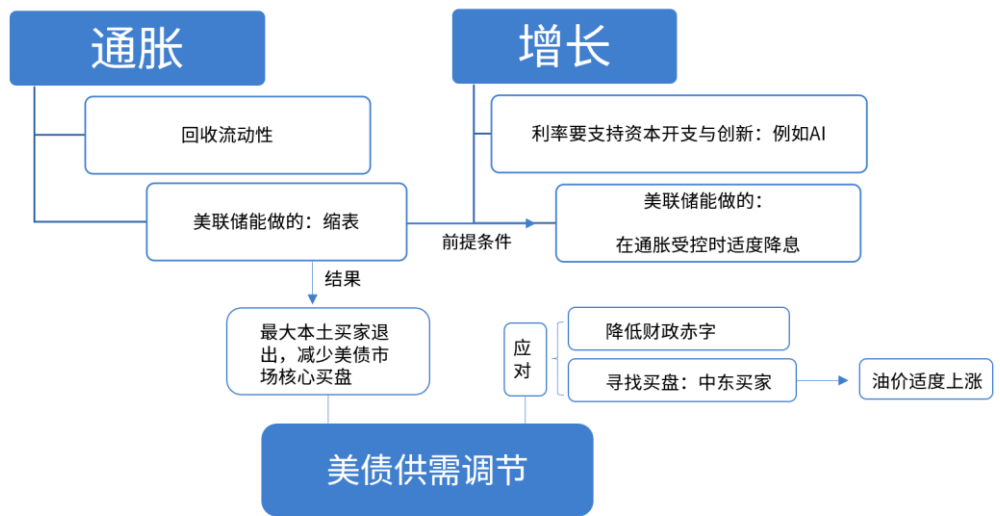 通胀
增长
回收流动性
利率要支持资本开支与创新：例如AI
美联储能做的：缩表
前提条件
美联储能做的：
在通胀受控时适度降息
结果
最大本土买家退
出，减少美债市
场核心买盘
应
对
降低财政赤字
寻找买盘：中东买家
油价适度上涨
美债供需调节